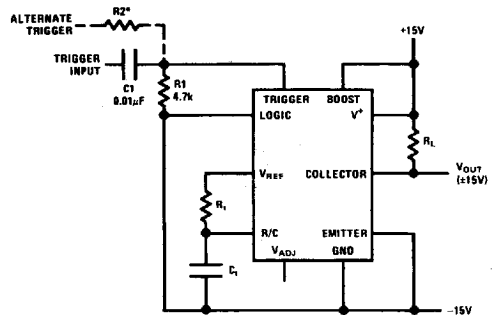 ALTERNATE
TRIGGER
R2*
TRIGGER
INPUT
C1
0.01µF
R1
4.7k
+15V
TRIGGER
BOOST
LOGIC
V+
RL
VREF
COLLECTOR
VOUT
(±15V)
Rt
R/C
EMITTER
VADJ
GND
Ct
−15V